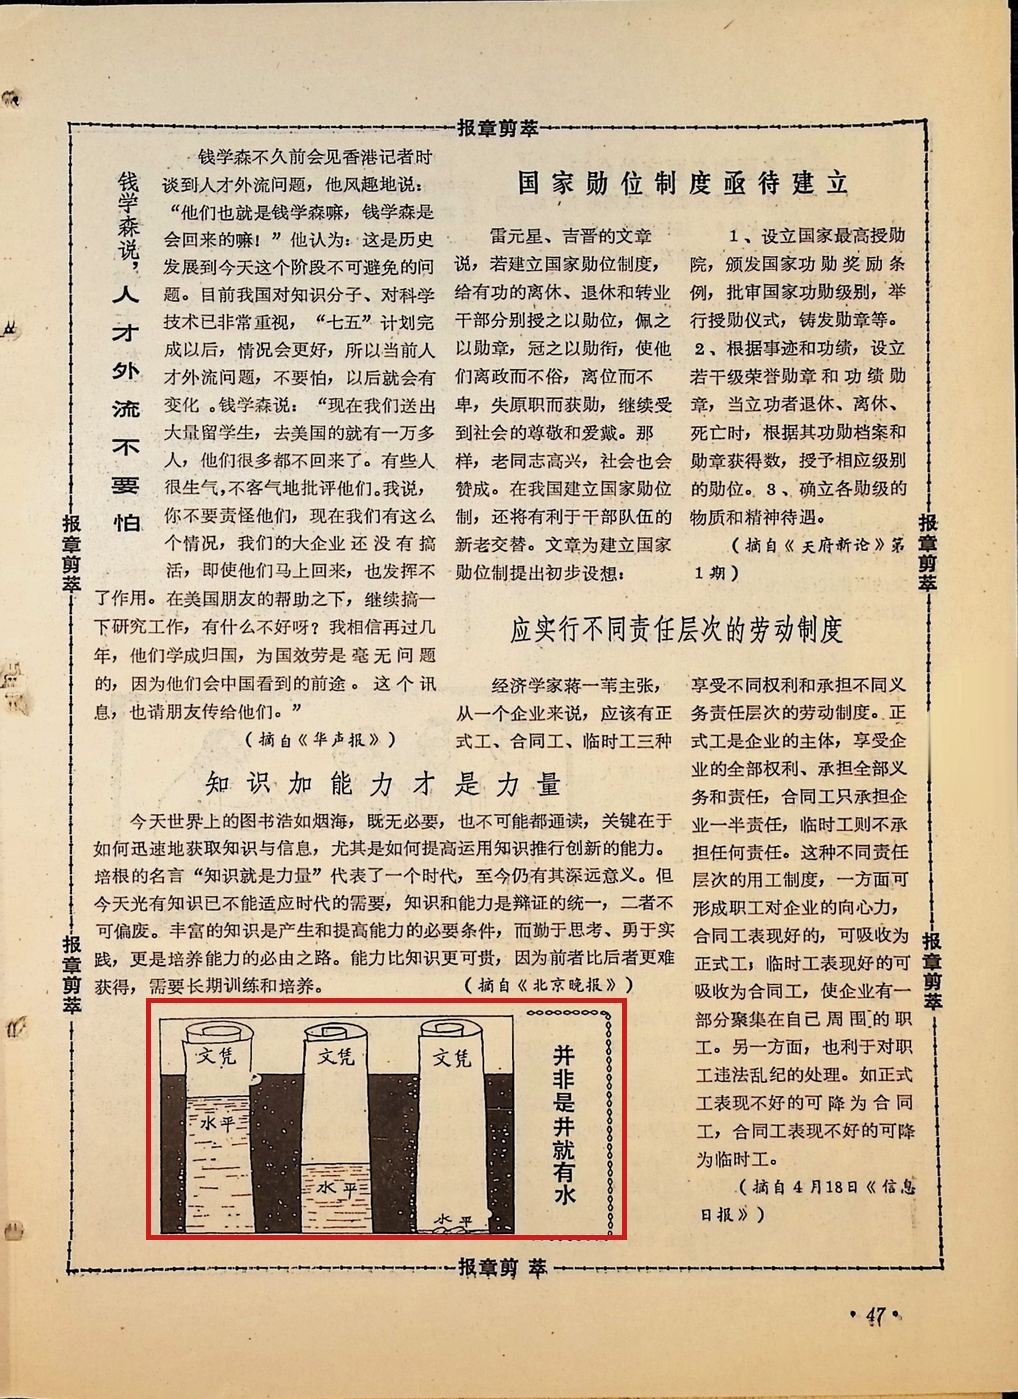 报章剪萃
钱学森说，
人才外流不要怕
钱学森不久前会见香港记者时
谈到人才外流问题，他风趣地说：
“他们也就是钱学森嘛，钱学森是
会回来的嘛！”他认为：这是历史
发展到今天这个阶段不可避免的问
题。目前我国对知识分子、对科学
技术已非常重视，“七五”计划完
成以后，情况会更好，所以当前人
才外流问题，不要怕，以后就会有
变化。钱学森说：“现在我们送出
大量留学生，去美国的就有一万多
人，他们很多都不回来了。有些人
很生气，不客气地批评他们。我说，
你不要责怪他们，现在我们有这么
个情况，我们的大企业还没有搞
活，即使他们马上回来，也发挥不
了作用。在美国朋友的帮助之下，继续搞一
下研究工作，有什么不好呀？我相信再过几
年，他们学成归国，为国效劳是毫无问题
的，因为他们会中国看到的前途。这个讯
息，也请朋友传给他们。”
（摘自《华声报》）
国家勋位制度亟待建立
雷元星、吉晋的文章
说，若建立国家勋位制度，
给有功的离休、退休和转业
干部分别授之以勋位，佩之
以勋章，冠之以勋衔，使他
们离政而不俗，离位而不
卑，失原职而获勋，继续受
到社会的尊敬和爱戴。那
样，老同志高兴，社会也会
赞成。在我国建立国家勋位
制，还将有利于干部队伍的
新老交替。文章为建立国家
勋位制提出初步设想：
1、设立国家最高授勋
院，颁发国家功勋奖励条
例，批审国家功勋级别，举
行授勋仪式，铸发勋章等。
2、根据事迹和功绩，设立
若干级荣誉勋章和功绩勋
章，当立功者退休、离休、
死亡时，根据其功勋档案和
勋章获得数，授予相应级别
的勋位。3、确立各勋级的
物质和精神待遇。
（摘自《天府新论》第
1期）
应实行不同责任层次的劳动制度
经济学家蒋一苇主张，
从一个企业来说，应该有正
式工、合同工、临时工三种
享受不同权利和承担不同义
务责任层次的劳动制度。正
式工是企业的主体，享受企
业的全部权利、承担全部义
务和责任，合同工只承担企
业一半责任，临时工则不承
担任何责任。这种不同责任
层次的用工制度，一方面可
形成职工对企业的向心力，
合同工表现好的，可吸收为
正式工；临时工表现好的可
吸收为合同工，使企业有一
部分聚集在自己周围的职
工。另一方面，也利于对职
工违法乱纪的处理。如正式
工表现不好的可降为合同
工，合同工表现不好的可降
为临时工。
（摘自4月18日《信息
日报》）
知识加能力才是力量
今天世界上的图书浩如烟海，既无必要，也不可能都通读，关键在于
如何迅速地获取知识与信息，尤其是如何提高运用知识推行创新的能力。
培根的名言“知识就是力量”代表了一个时代，至今仍有其深远意义。但
今天光有知识已不能适应时代的需要，知识和能力是辩证的统一，二者不
可偏废。丰富的知识是产生和提高能力的必要条件，而勤于思考、勇于实
践，更是培养能力的必由之路。能力比知识更可贵，因为前者比后者更难
获得，需要长期训练和培养。（摘自《北京晚报》）
文凭
文凭
文凭
水平
水平
水平
并非是井就有水
报章剪萃
报章剪萃
报章剪萃
报章剪萃
报章剪萃
·47·